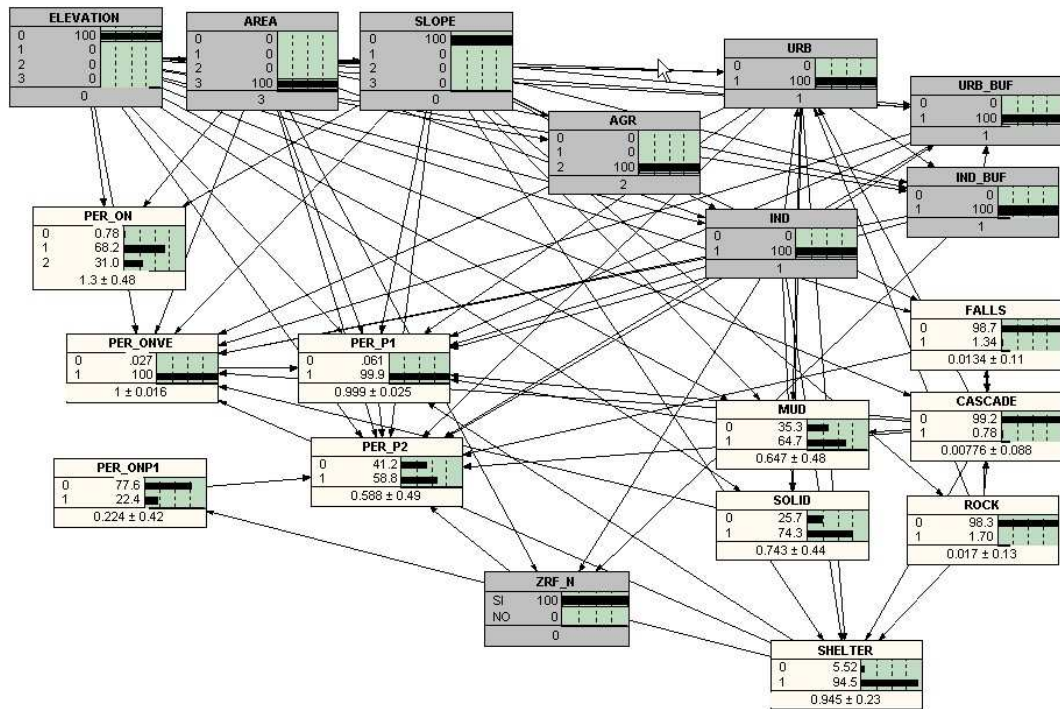 ELEVATION
0 100
1 0
2 0
3 0
0
AREA
0 0
1 0
2 0
3 100
3
SLOPE
0 100
1 0
2 0
3 0
0
URB
0 0
1 100
1
URB_BUF
0 0
1 100
1
AGR
0 0
1 0
2 100
2
IND_BUF
0 0
1 100
1
PER_ON
0 0.78
1 68.2
2 31.0
1.3 ± 0.48
IND
0 0
1 100
1
FALLS
0 98.7
1 1.34
0.0134 ± 0.11
PER_ONVE
0 .027
1 100
1 ± 0.016
PER_P1
0 .061
1 99.9
0.999 ± 0.025
CASCADE
0 99.2
1 0.78
0.00776 ± 0.088
MUD
0 35.3
1 64.7
0.647 ± 0.48
PER_P2
0 41.2
1 58.8
0.588 ± 0.49
PER_ONP1
0 77.6
1 22.4
0.224 ± 0.42
SOLID
0 25.7
1 74.3
0.743 ± 0.44
ROCK
0 98.3
1 1.70
0.017 ± 0.13
ZRF_N
SI 100
NO 0
0
SHELTER
0 5.52
1 94.5
0.945 ± 0.23